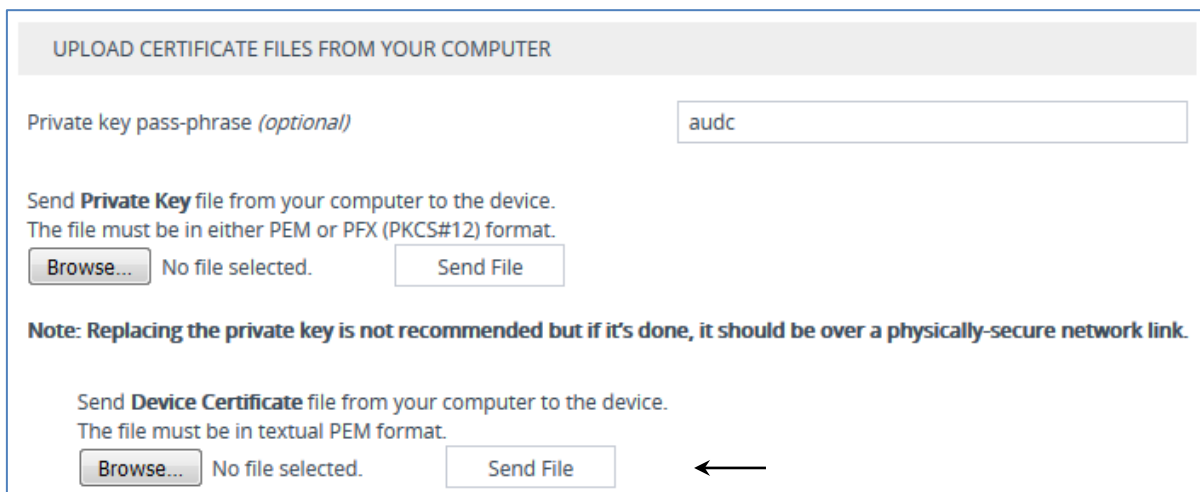 UPLOAD CERTIFICATE FILES FROM YOUR COMPUTER
Private key pass-phrase (optional) audc
Send Private Key file from your computer to the device.
The file must be in either PEM or PFX (PKCS#12) format.
Browse... No file selected. Send File
Note: Replacing the private key is not recommended but if it's done, it should be over a physically-secure network link.
Send Device Certificate file from your computer to the device.
The file must be in textual PEM format.
Browse... No file selected. Send File